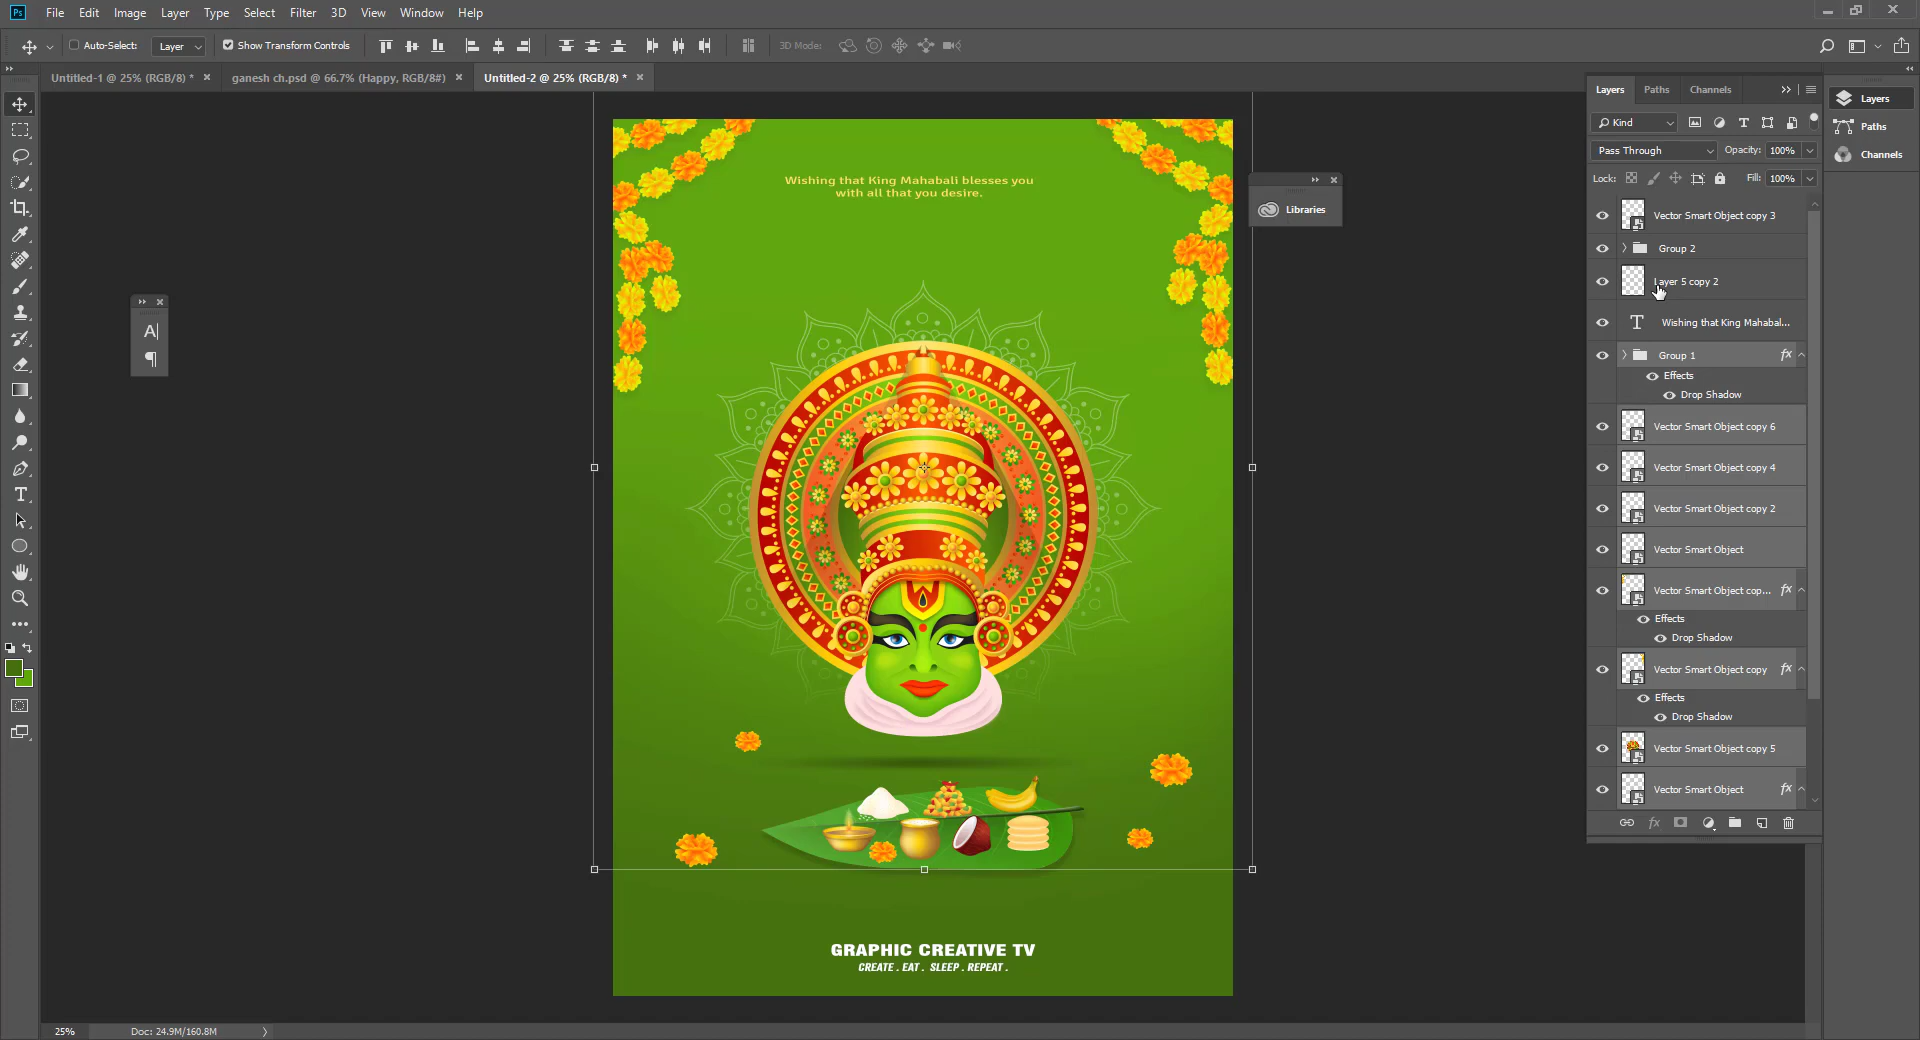 Ps File Edit Image Layer Type Select Filter 3D View Window Help
Auto-Select: Layer Show Transform Controls 3D Mode:
Untitled-1 @ 25% (RGB/8) * × ganesh ch.psd @ 66.7% (Happy, RGB/8#) × Untitled-2 @ 25% (RGB/8) * ×
Layers Paths Channels
Kind
Pass Through Opacity: 100%
Lock: Fill: 100%
Vector Smart Object copy 3
Group 2
Layer 5 copy 2
Wishing that King Mahabal...
Group 1 fx
Effects
Drop Shadow
Vector Smart Object copy 6
Vector Smart Object copy 4
Vector Smart Object copy 2
Vector Smart Object
Vector Smart Object cop... fx
Effects
Drop Shadow
Vector Smart Object copy fx
Effects
Drop Shadow
Vector Smart Object copy 5
Vector Smart Object fx
Layers
Paths
Channels
Libraries
A
Wishing that King Mahabali blesses you
with all that you desire.
GRAPHIC CREATIVE TV
CREATE . EAT . SLEEP . REPEAT .
25% Doc: 24.9M/160.8M